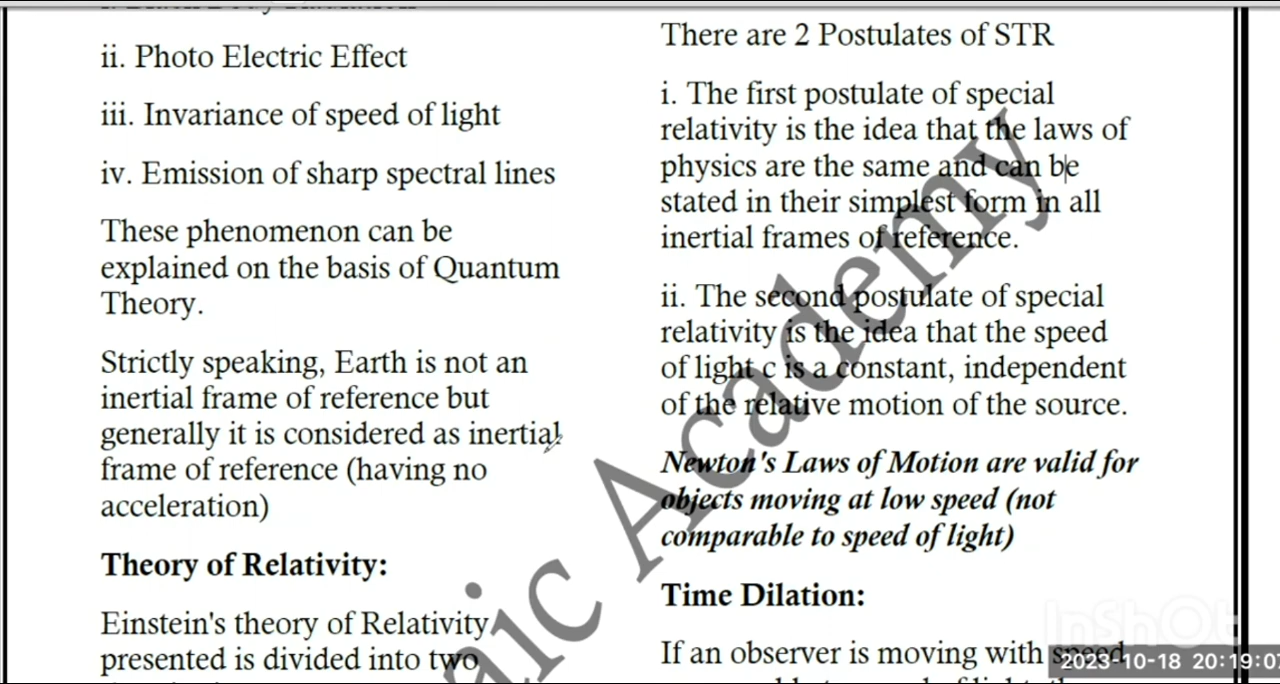 ii. Photo Electric Effect
iii. Invariance of speed of light
iv. Emission of sharp spectral lines
These phenomenon can be
explained on the basis of Quantum
Theory.
Strictly speaking, Earth is not an
inertial frame of reference but
generally it is considered as inertial
frame of reference (having no
acceleration)
Theory of Relativity:
Einstein's theory of Relativity
presented is divided into two
There are 2 Postulates of STR
i. The first postulate of special
relativity is the idea that the laws of
physics are the same and can be
stated in their simplest form in all
inertial frames of reference.
ii. The second postulate of special
relativity is the idea that the speed
of light c is a constant, independent
of the relative motion of the source.
Newton's Laws of Motion are valid for
objects moving at low speed (not
comparable to speed of light)
Time Dilation:
If an observer is moving with speed
aic Academy
InShOt
2023-10-18 20:19:07